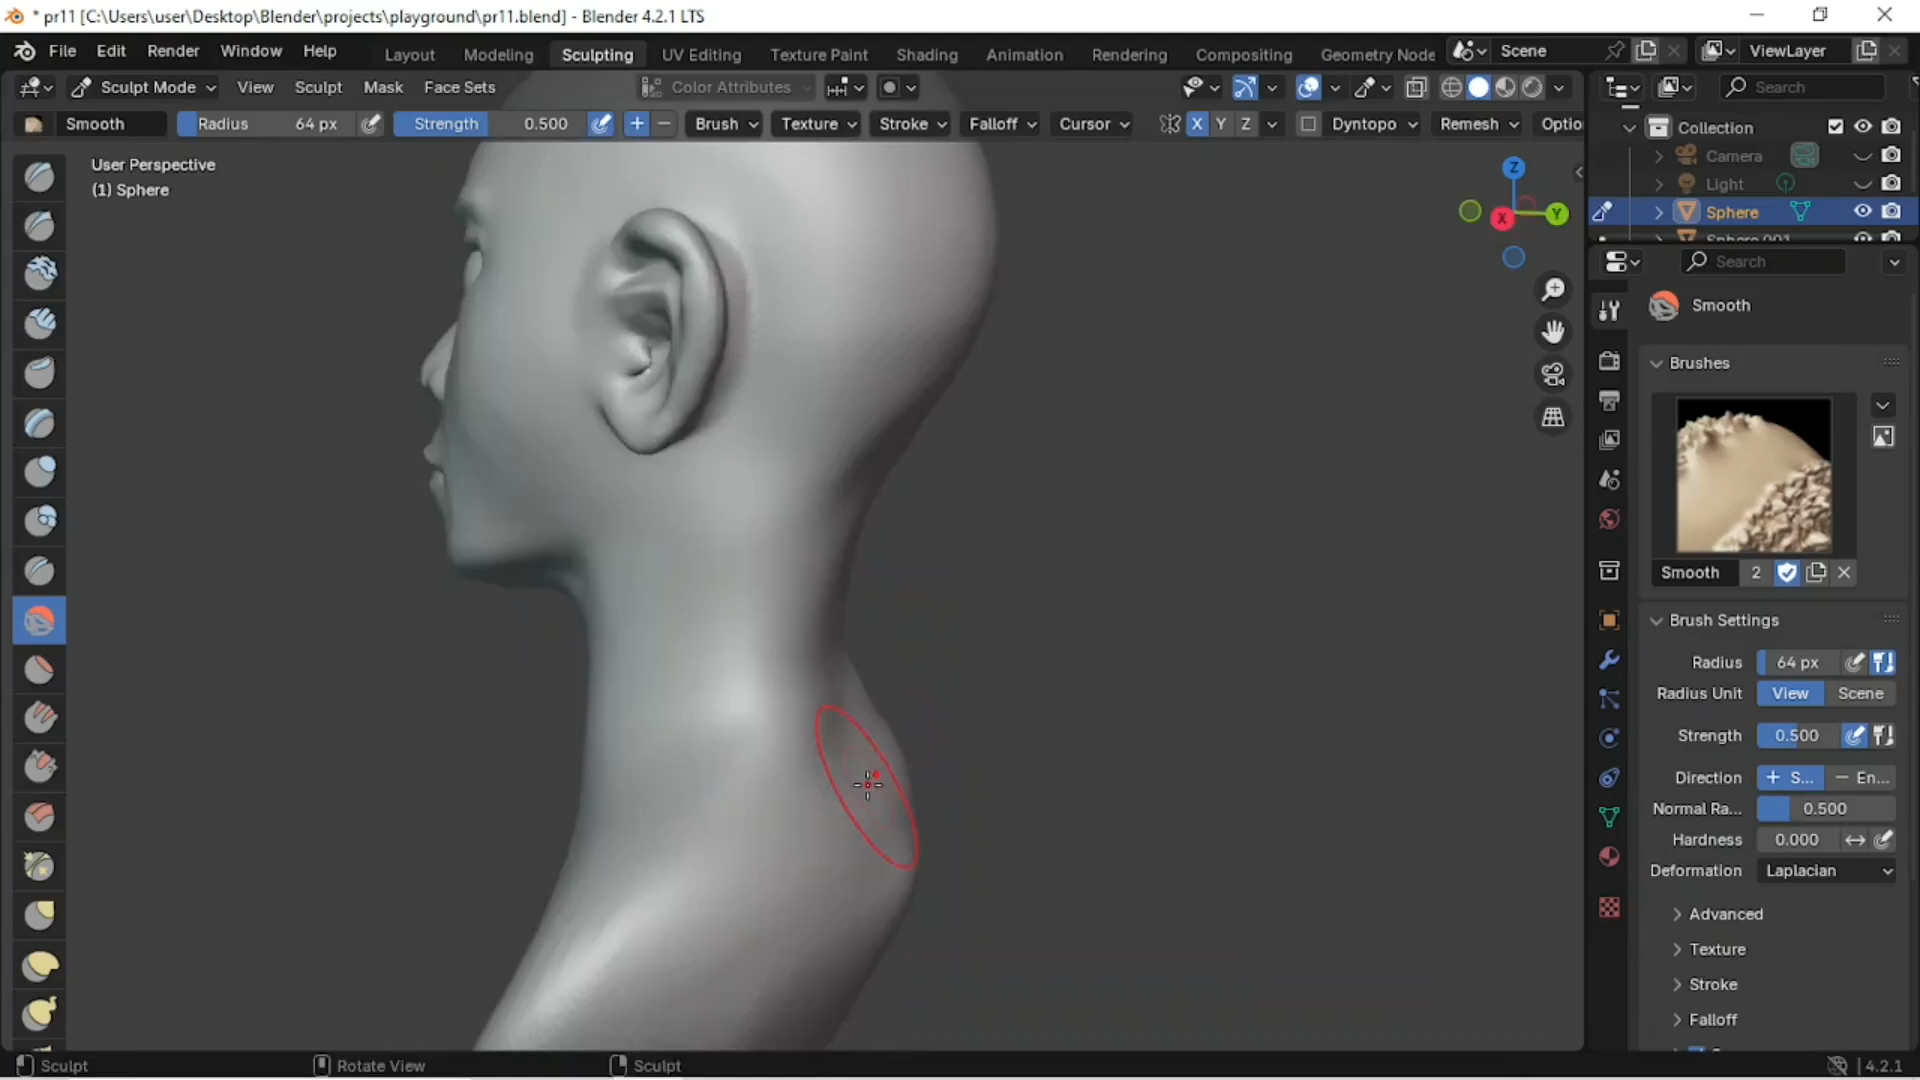 * pr11 [C:\Users\user\Desktop\Blender\projects\playground\pr11.blend] - Blender 4.2.1 LTS
File Edit Render Window Help Layout Modeling Sculpting UV Editing Texture Paint Shading Animation Rendering Compositing Geometry Node Scene ViewLayer
Sculpt Mode View Sculpt Mask Face Sets Color Attributes Search
Smooth Radius 64 px Strength 0.500 + − Brush Texture Stroke Falloff Cursor X Y Z Dyntopo Remesh Optio
Collection
Camera
Light
Sphere
Sphere.001
User Perspective
(1) Sphere
Z
X Y
Search
Smooth
Brushes
Smooth 2
Brush Settings
Radius 64 px
Radius Unit View Scene
Strength 0.500
Direction + S... − En...
Normal Ra... 0.500
Hardness 0.000
Deformation Laplacian
Advanced
Texture
Stroke
Falloff
Sculpt Rotate View Sculpt 4.2.1